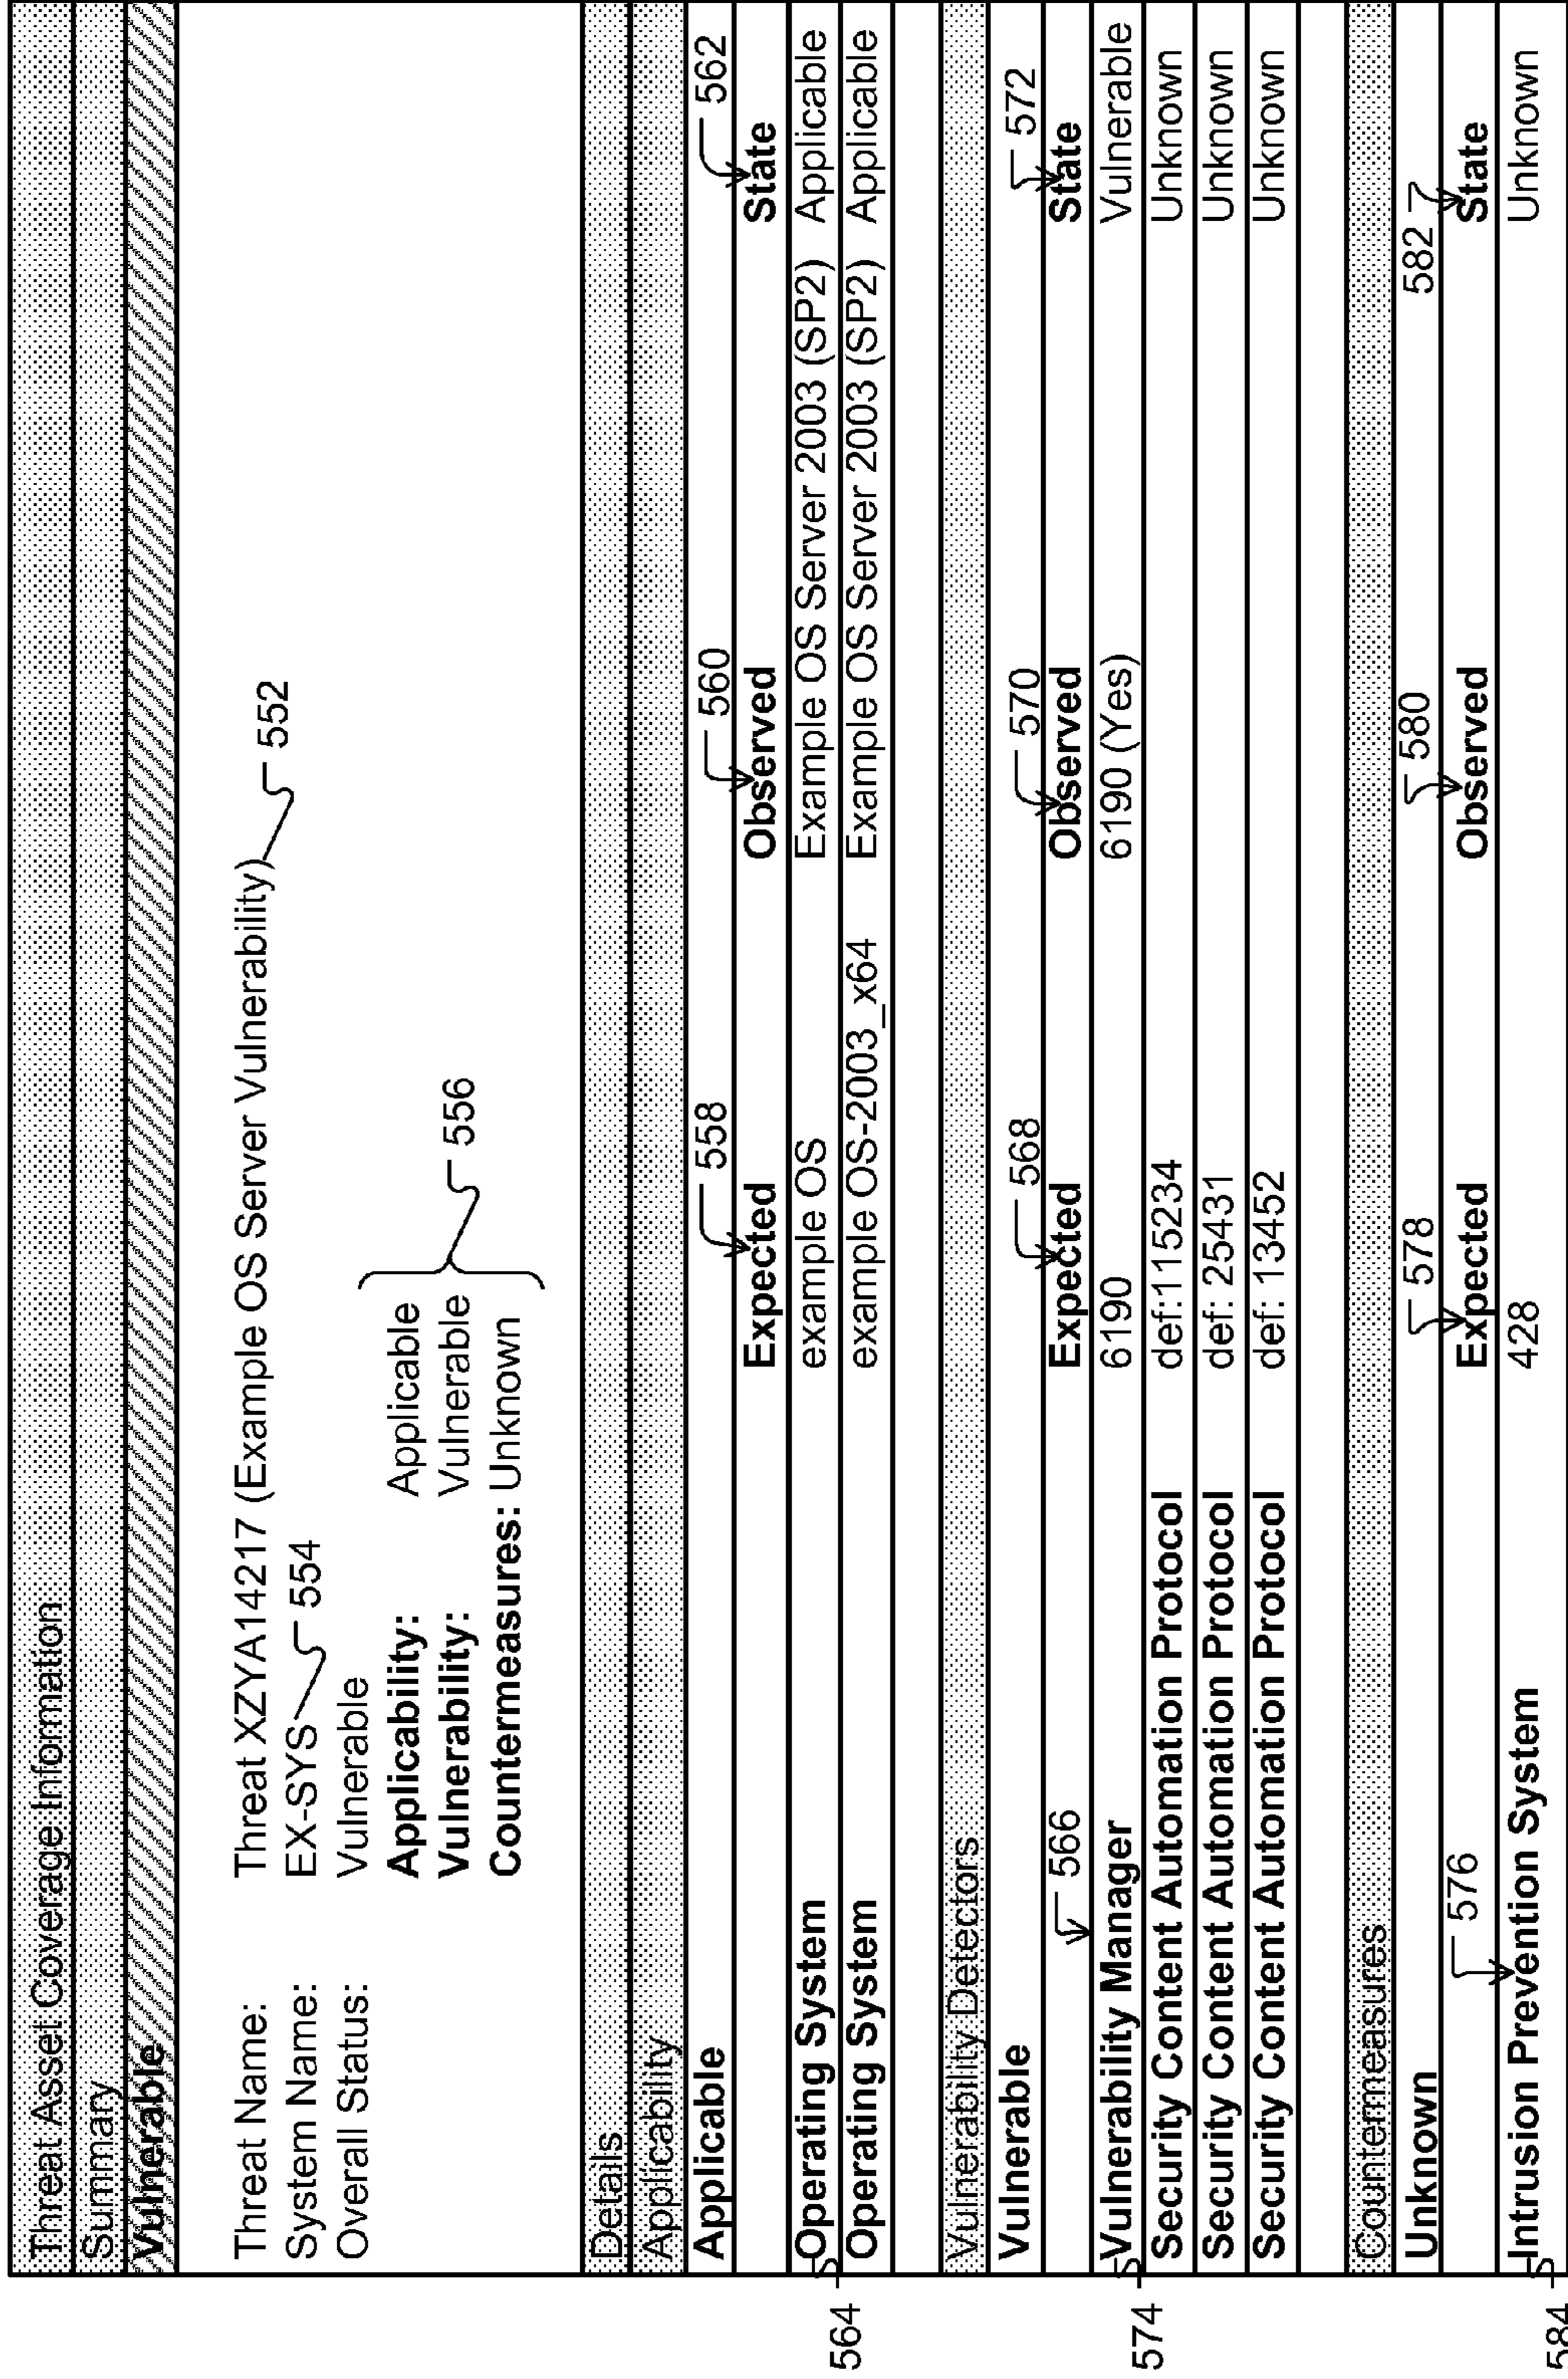 Threat Asset Coverage Information
Summary
Vulnerable
Threat Name: Threat XZYA14217 (Example OS Server Vulnerability) 552
System Name: EX-SYS 554
Overall Status: Vulnerable
Applicability: Applicable
Vulnerability: Vulnerable 556
Countermeasures: Unknown
Details
Applicability
Applicable 558 560 562
Expected Observed State
Operating System example OS Example OS Server 2003 (SP2) Applicable
564
Operating System example OS-2003_x64 Example OS Server 2003 (SP2) Applicable
Vulnerability Detectors
Vulnerable 568 570 572
566 Expected Observed State
Vulnerability Manager 6190 6190 (Yes) Vulnerable
574
Security Content Automation Protocol def:115234 Unknown
Security Content Automation Protocol def: 25431 Unknown
Security Content Automation Protocol def: 13452 Unknown
Countermeasures
Unknown 578 580 582
576 Expected Observed State
Intrusion Prevention System 428 Unknown
584